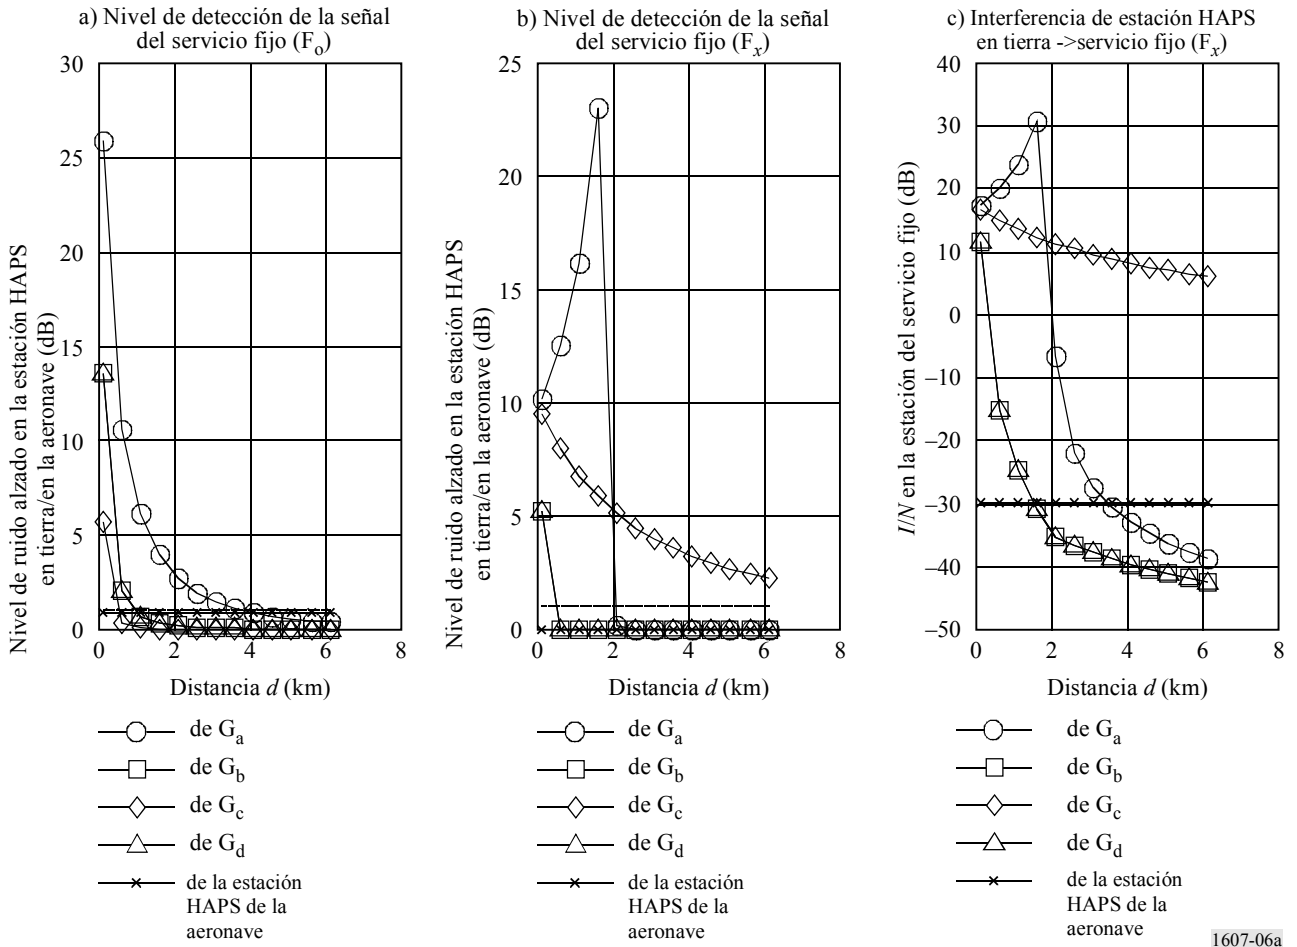 a) Nivel de detección de la señal
del servicio fijo (Fo)
Nivel de ruido alzado en la estación HAPS
en tierra/en la aeronave (dB)
30
25
20
15
10
5
0
0 2 4 6 8
Distancia d (km)
de Ga
de Gb
de Gc
de Gd
de la estación
HAPS de la
aeronave
b) Nivel de detección de la señal
del servicio fijo (Fx)
Nivel de ruido alzado en la estación HAPS
en tierra/en la aeronave (dB)
25
20
15
10
5
0
0 2 4 6 8
Distancia d (km)
de Ga
de Gb
de Gc
de Gd
de la estación
HAPS de la
aeronave
c) Interferencia de estación HAPS
en tierra ->servicio fijo (Fx)
I/N en la estación del servicio fijo (dB)
40
30
20
10
0
–10
–20
–30
–40
–50
0 2 4 6 8
Distancia d (km)
de Ga
de Gb
de Gc
de Gd
de la estación
HAPS de la
aeronave
1607-06a